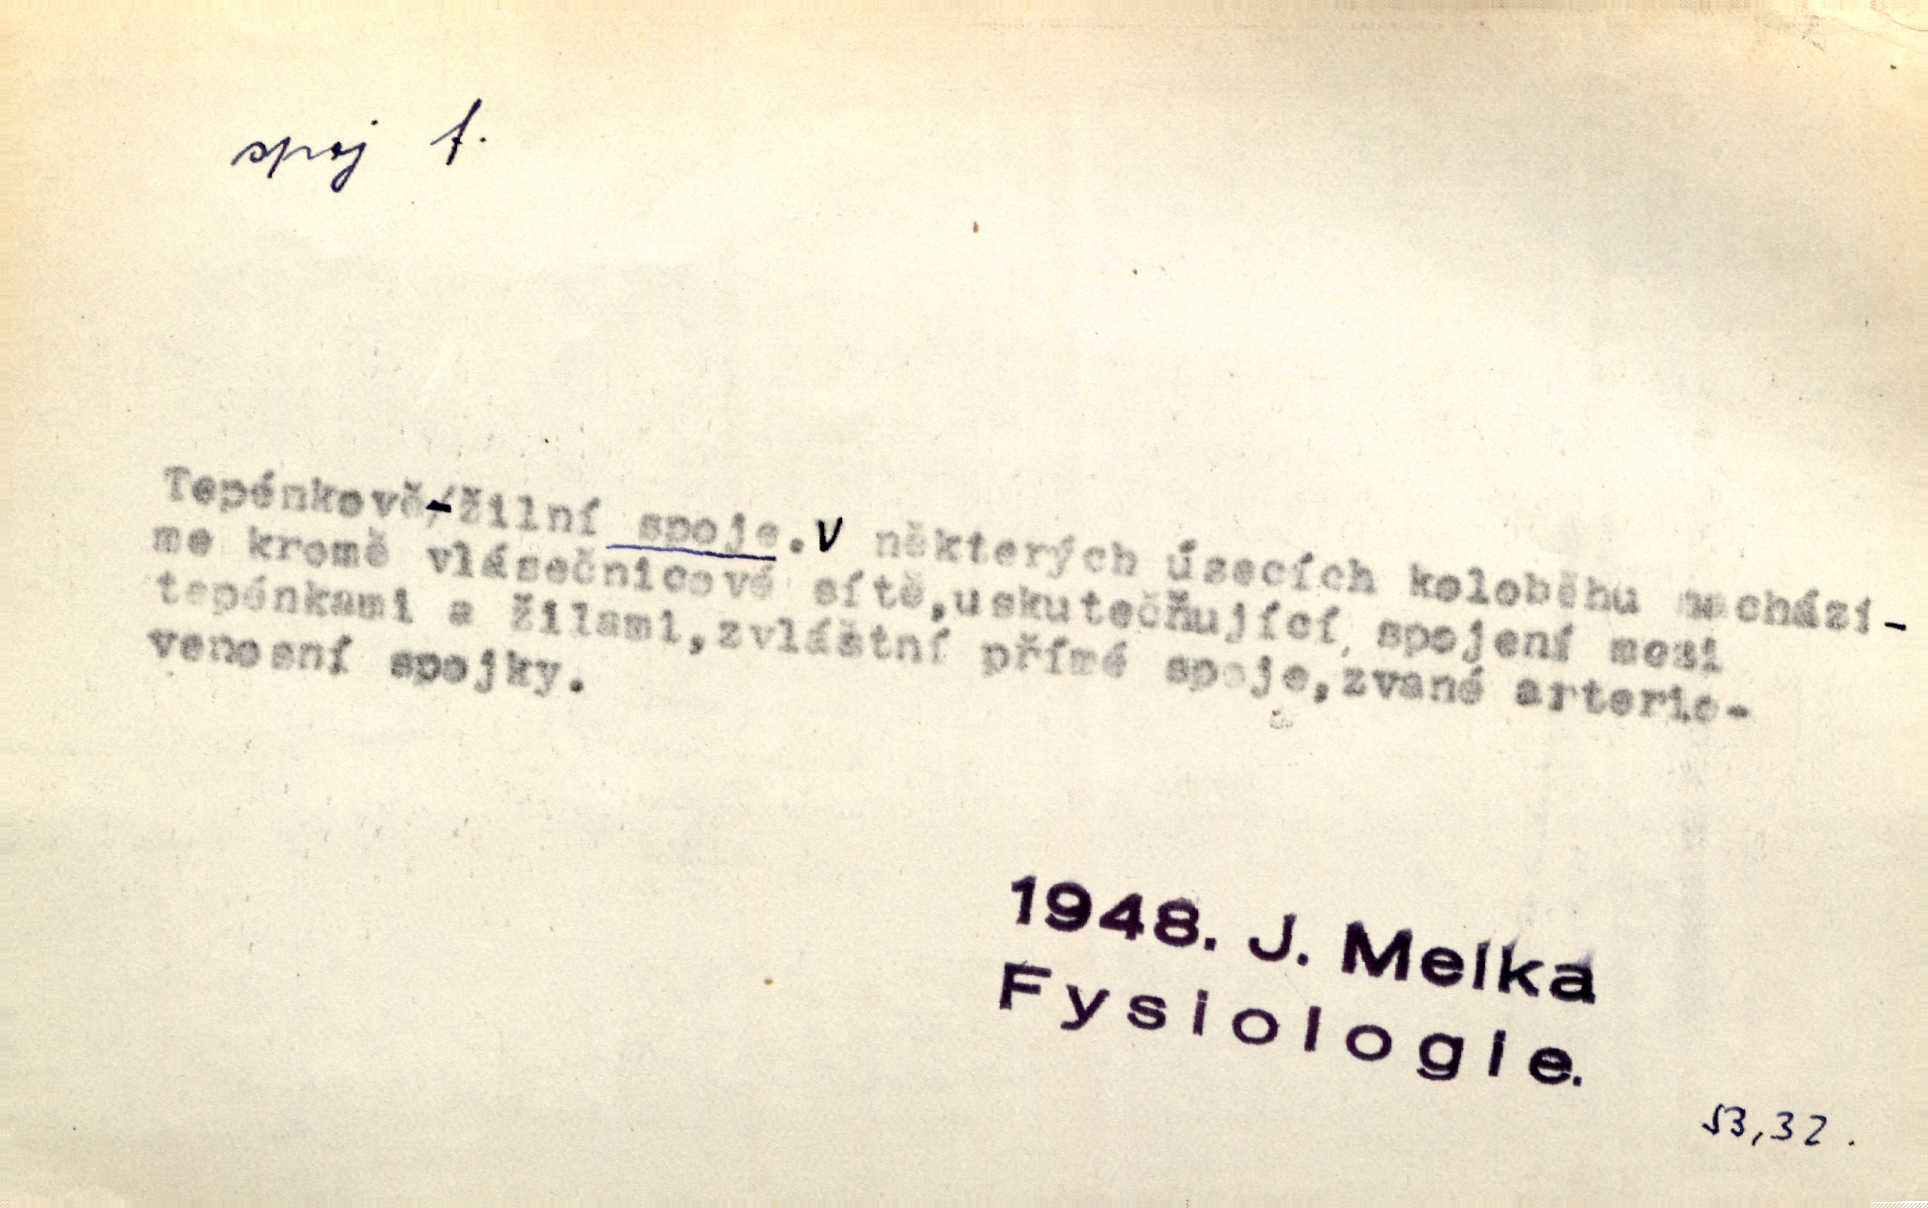 spoj f.
Tepénkově-žilní spoje. V některých úsecích koloběhu nachází-
me kromě vlásečnicové sítě,uskutečňující spojení mezi
tepénkami a žilami,zvláštní přímé spoje,zvané arterio-
venosní spojky.
1948. J. Melka
Fysiologie.
53,32.